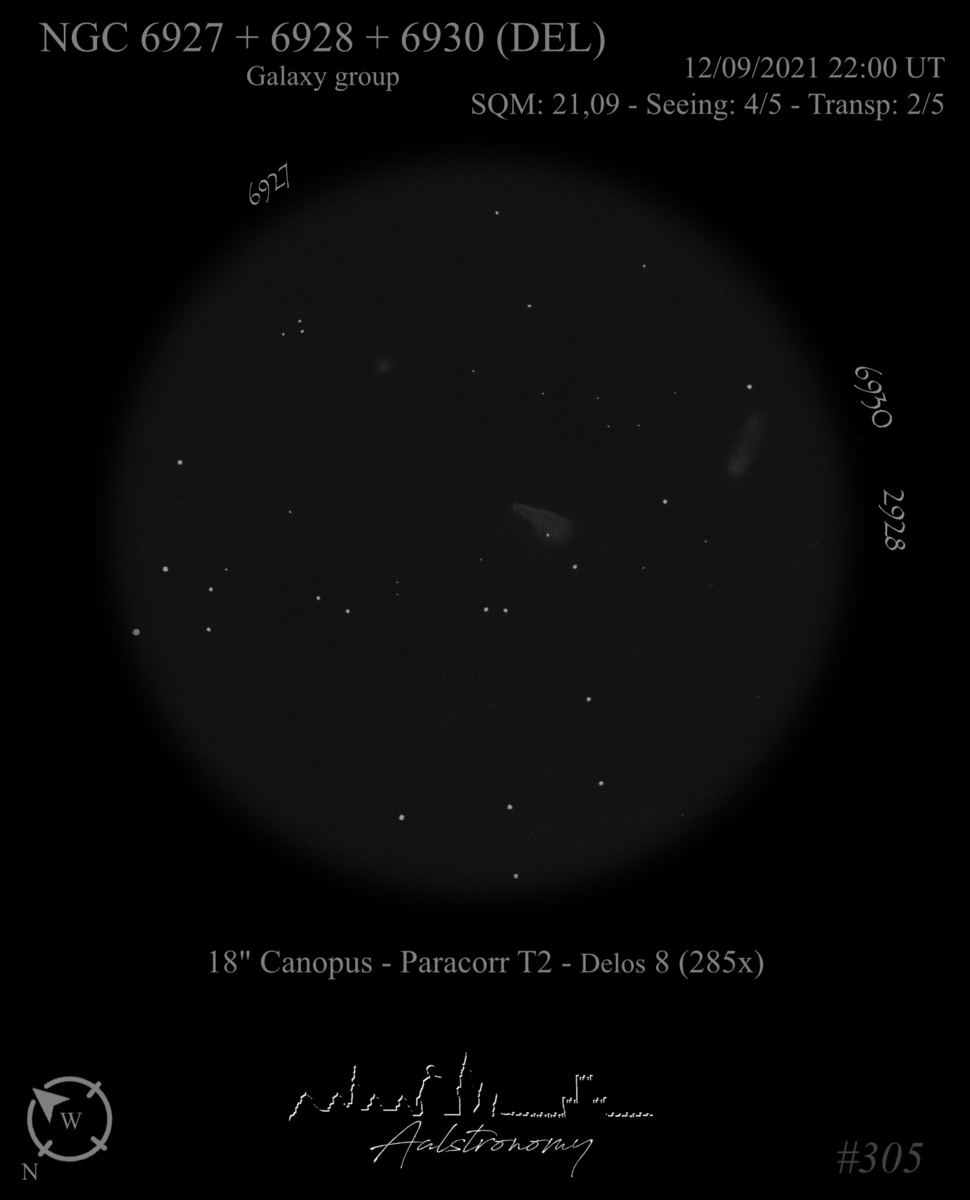 NGC 6927 + 6928 + 6930 (DEL)
Galaxy group
12/09/2021 22:00 UT
SQM: 21,09 - Seeing: 4/5 - Transp: 2/5
6927
6930
2928
18" Canopus - Paracorr T2 - Delos 8 (285x)
W
N
Aalstronomy
#305